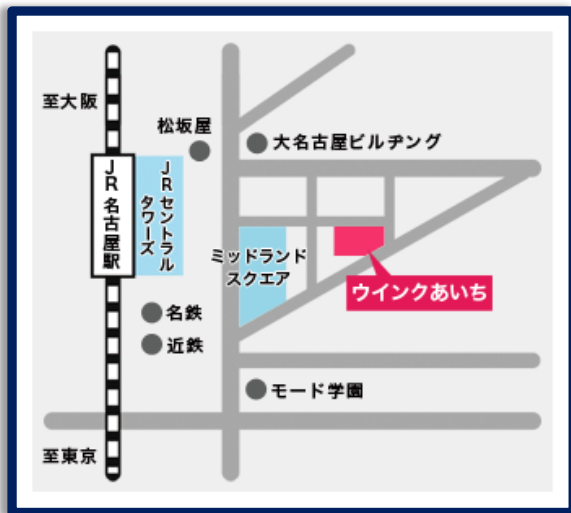 至大阪
松坂屋
大名古屋ビルヂング
JR名古屋駅
JRセントラル
タワーズ
ミッドランド
スクエア
ウインクあいち
名鉄
近鉄
モード学園
至東京